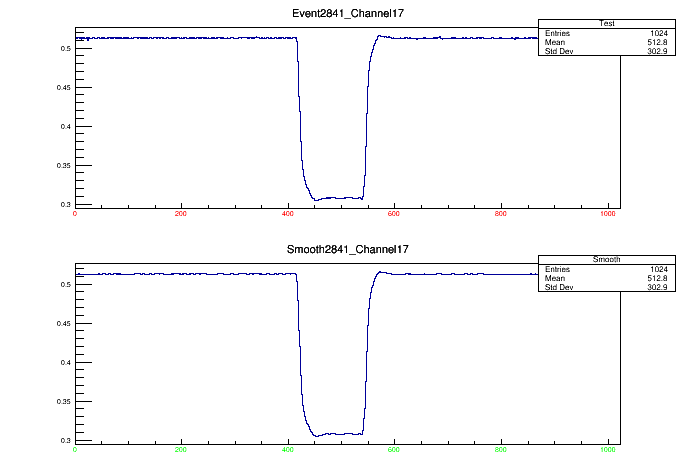 Event2841_Channel17
Test
Entries 1024
Mean 512.8
Std Dev 302.9
0.5
0.45
0.4
0.35
0.3
0 200 400 600 800 1000
Smooth2841_Channel17
Smooth
Entries 1024
Mean 512.8
Std Dev 302.9
0.5
0.45
0.4
0.35
0.3
0 200 400 600 800 1000